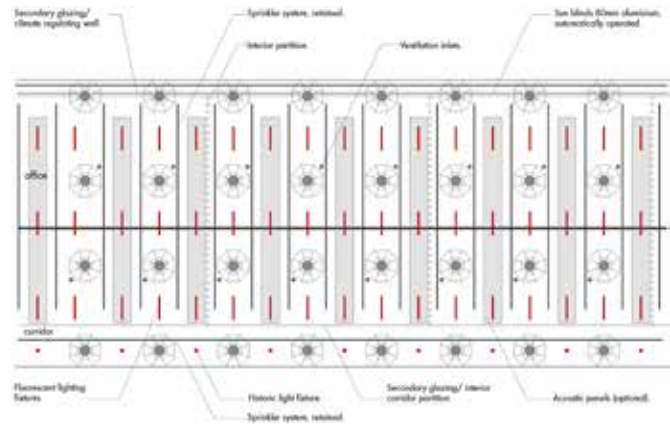 Secondary glazing/
climate regulating wall
Sprinkler system, retained.
Interior partition
Ventilation inlets.
Sun blinds 80mm aluminium,
automatically operated
office
corridor
Fluorescent lighting
fixtures
Historic light fixture
Sprinkler system, retained.
Secondary glazing/ interior
corridor partition
Acoustic panels (optional).